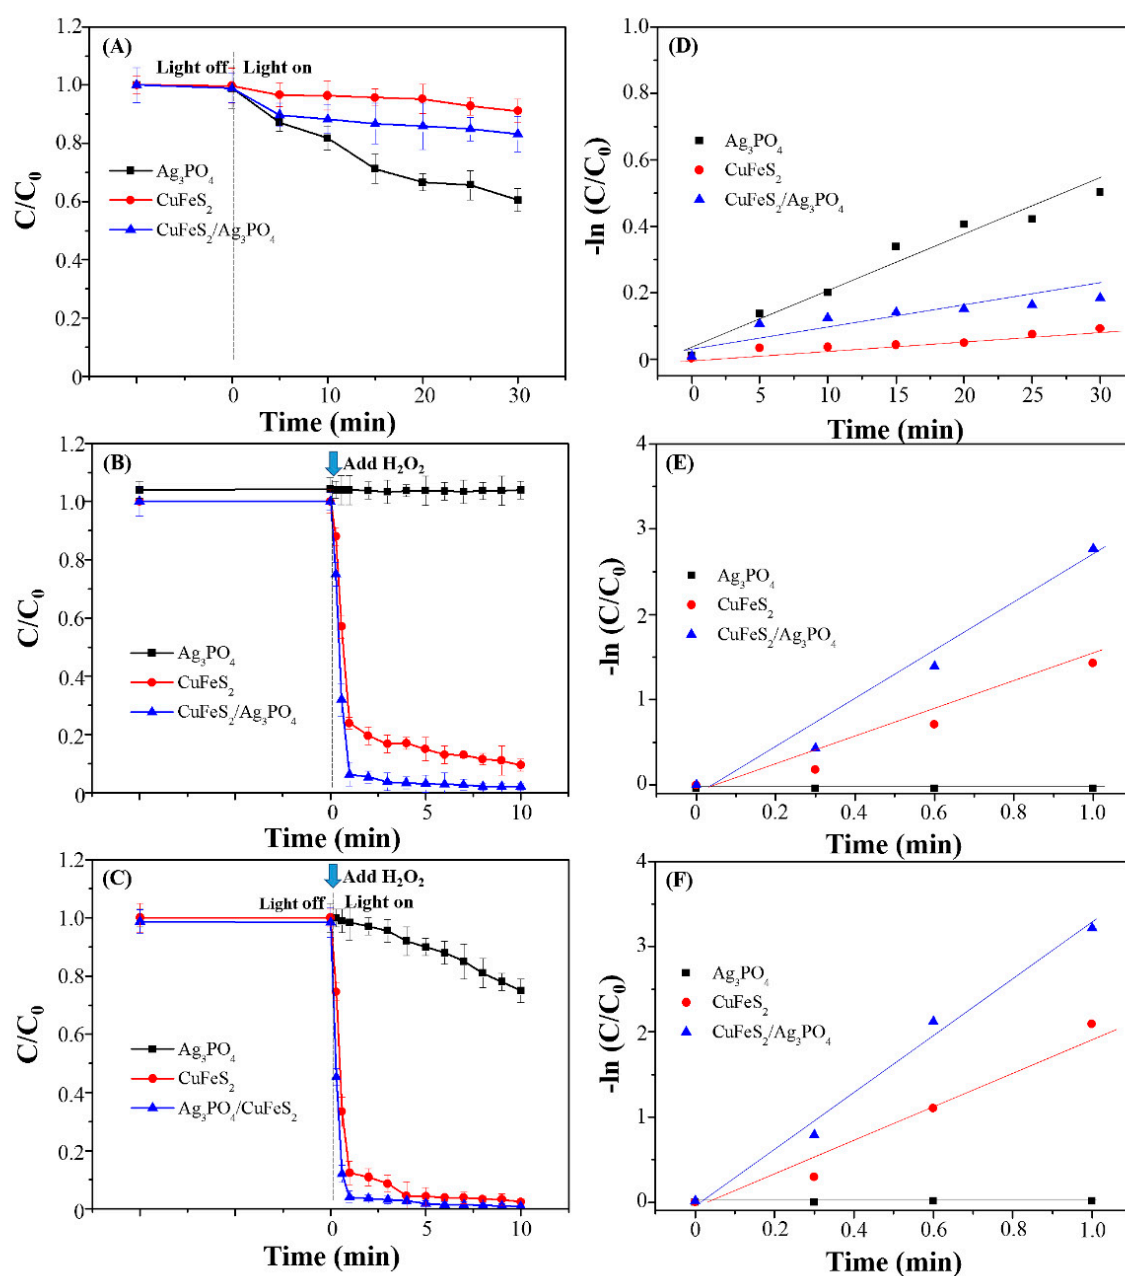 (A)
Light off
Light on
Ag₃PO₄
CuFeS₂
CuFeS₂/Ag₃PO₄
C/C₀
1.2
1.0
0.8
0.6
0.4
0.2
0
0 10 20 30
Time (min)
(D)
Ag₃PO₄
CuFeS₂
CuFeS₂/Ag₃PO₄
-ln (C/C₀)
1.0
0.8
0.6
0.4
0.2
0
0 5 10 15 20 25 30
Time (min)
(B)
Add H₂O₂
Ag₃PO₄
CuFeS₂
CuFeS₂/Ag₃PO₄
C/C₀
1.2
1.0
0.8
0.6
0.4
0.2
0
0 5 10
Time (min)
(E)
Ag₃PO₄
CuFeS₂
CuFeS₂/Ag₃PO₄
-ln (C/C₀)
4
3
2
1
0
0 0.2 0.4 0.6 0.8 1.0
Time (min)
(C)
Add H₂O₂
Light off
Light on
Ag₃PO₄
CuFeS₂
Ag₃PO₄/CuFeS₂
C/C₀
1.2
1.0
0.8
0.6
0.4
0.2
0
0 5 10
Time (min)
(F)
Ag₃PO₄
CuFeS₂
CuFeS₂/Ag₃PO₄
-ln (C/C₀)
4
3
2
1
0
0 0.2 0.4 0.6 0.8 1.0
Time (min)